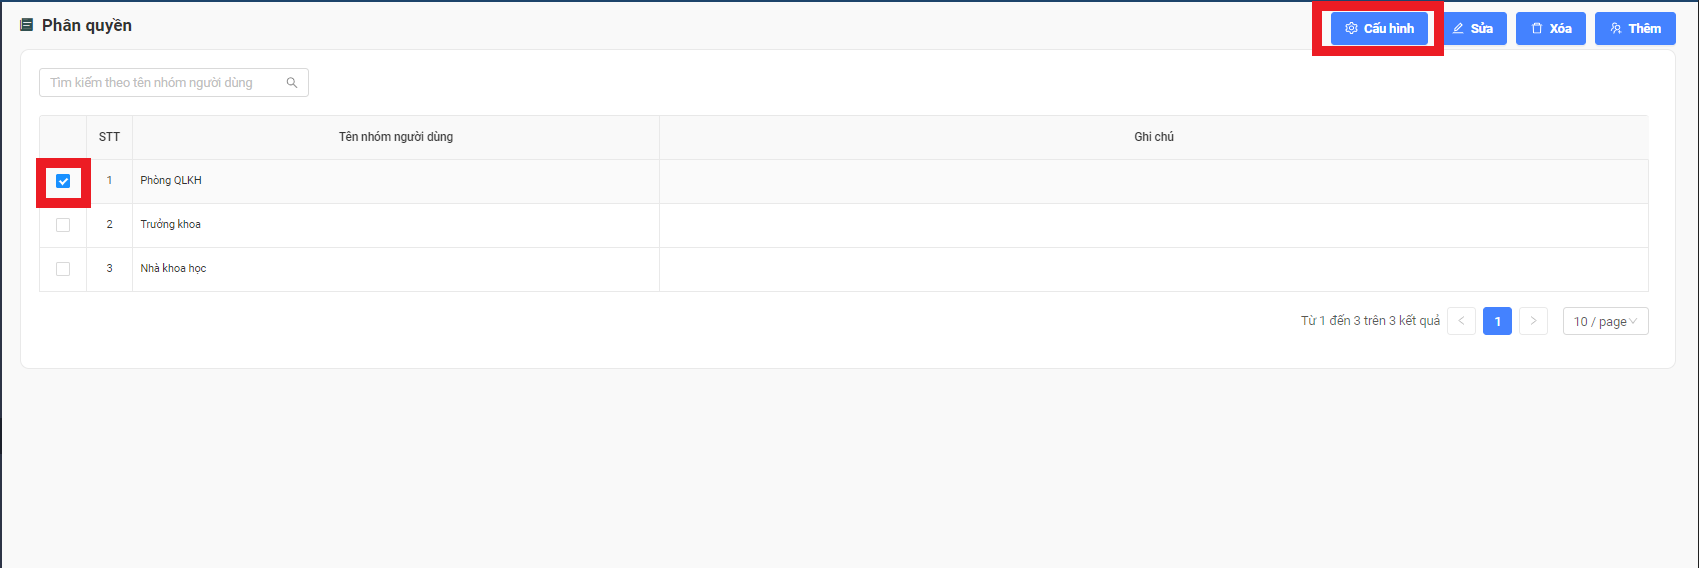 Phân quyền
Cấu hình Sửa Xóa Thêm
Tìm kiếm theo tên nhóm người dùng
STT Tên nhóm người dùng Ghi chú
1 Phòng QLKH
2 Trưởng khoa
3 Nhà khoa học
Từ 1 đến 3 trên 3 kết quả < 1 > 10 / page